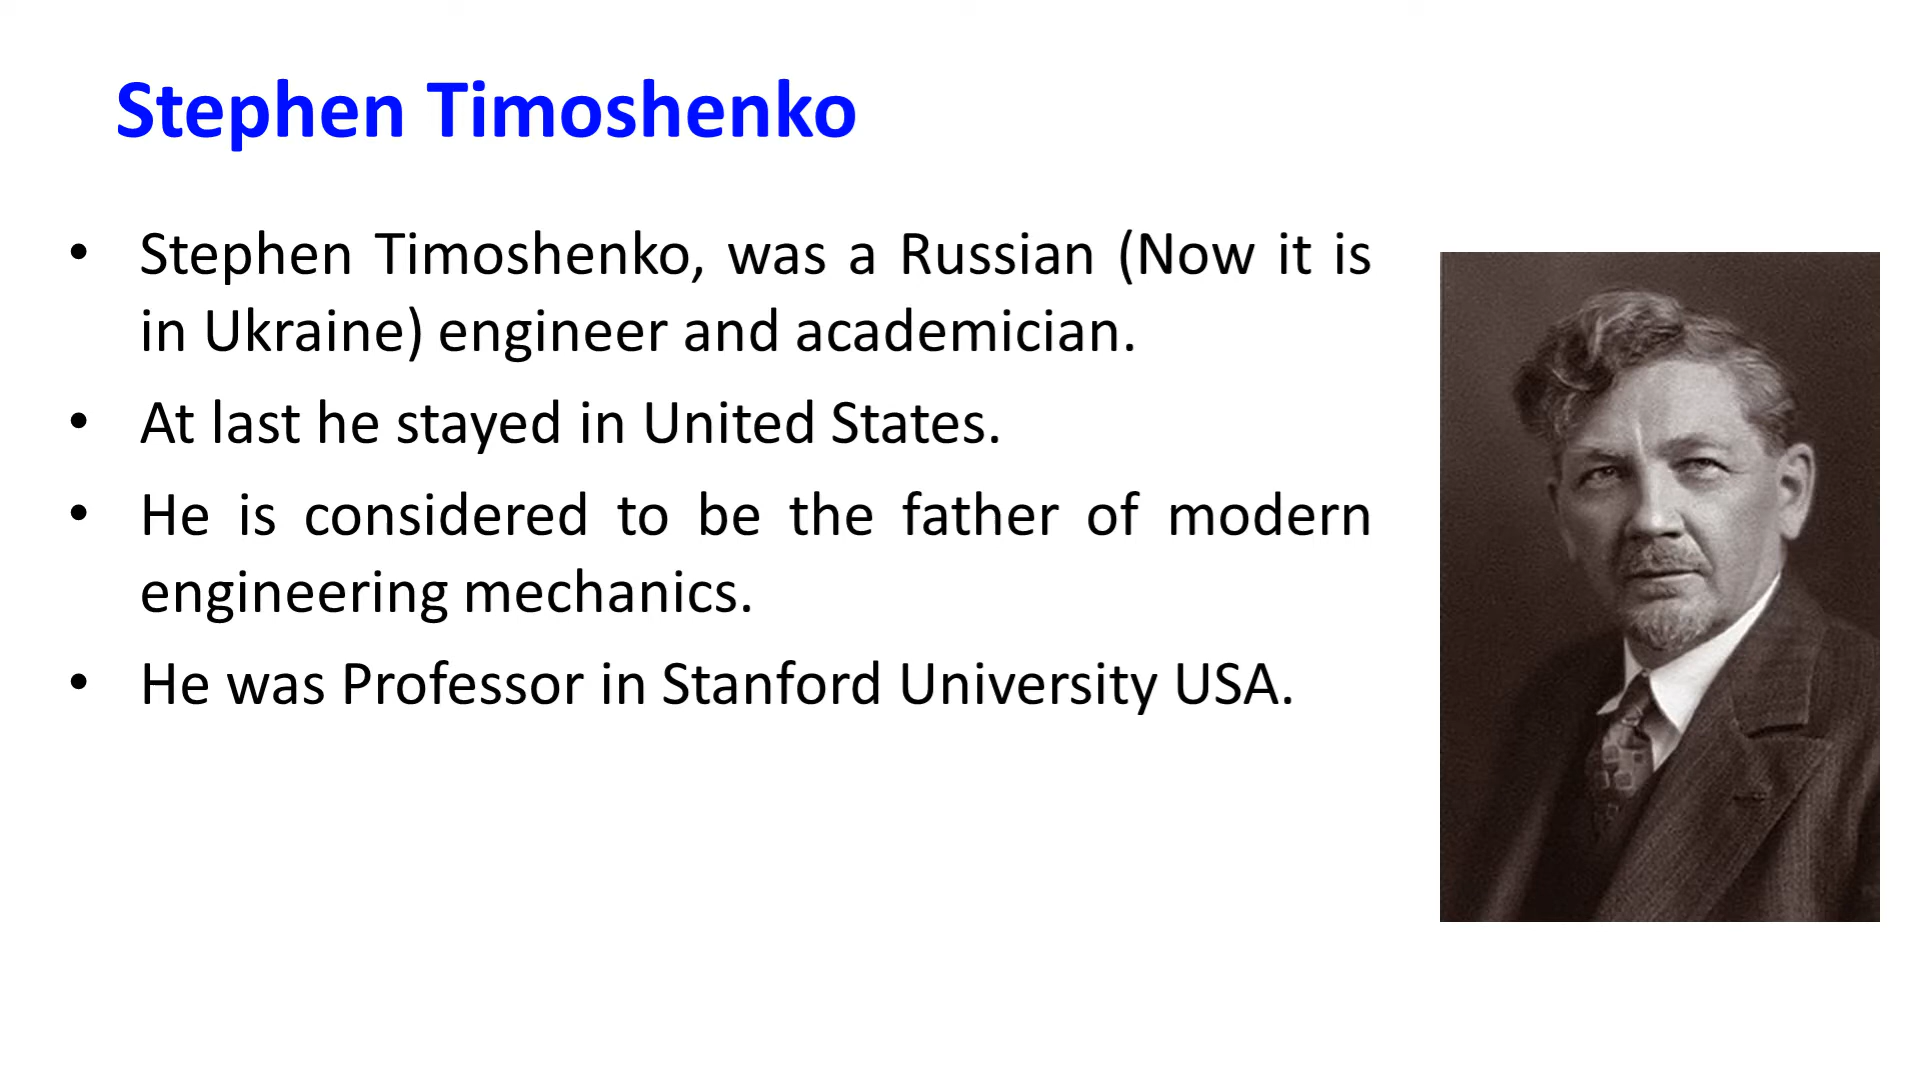 Stephen Timoshenko
• Stephen Timoshenko, was a Russian (Now it is
in Ukraine) engineer and academician.
• At last he stayed in United States.
• He is considered to be the father of modern
engineering mechanics.
• He was Professor in Stanford University USA.